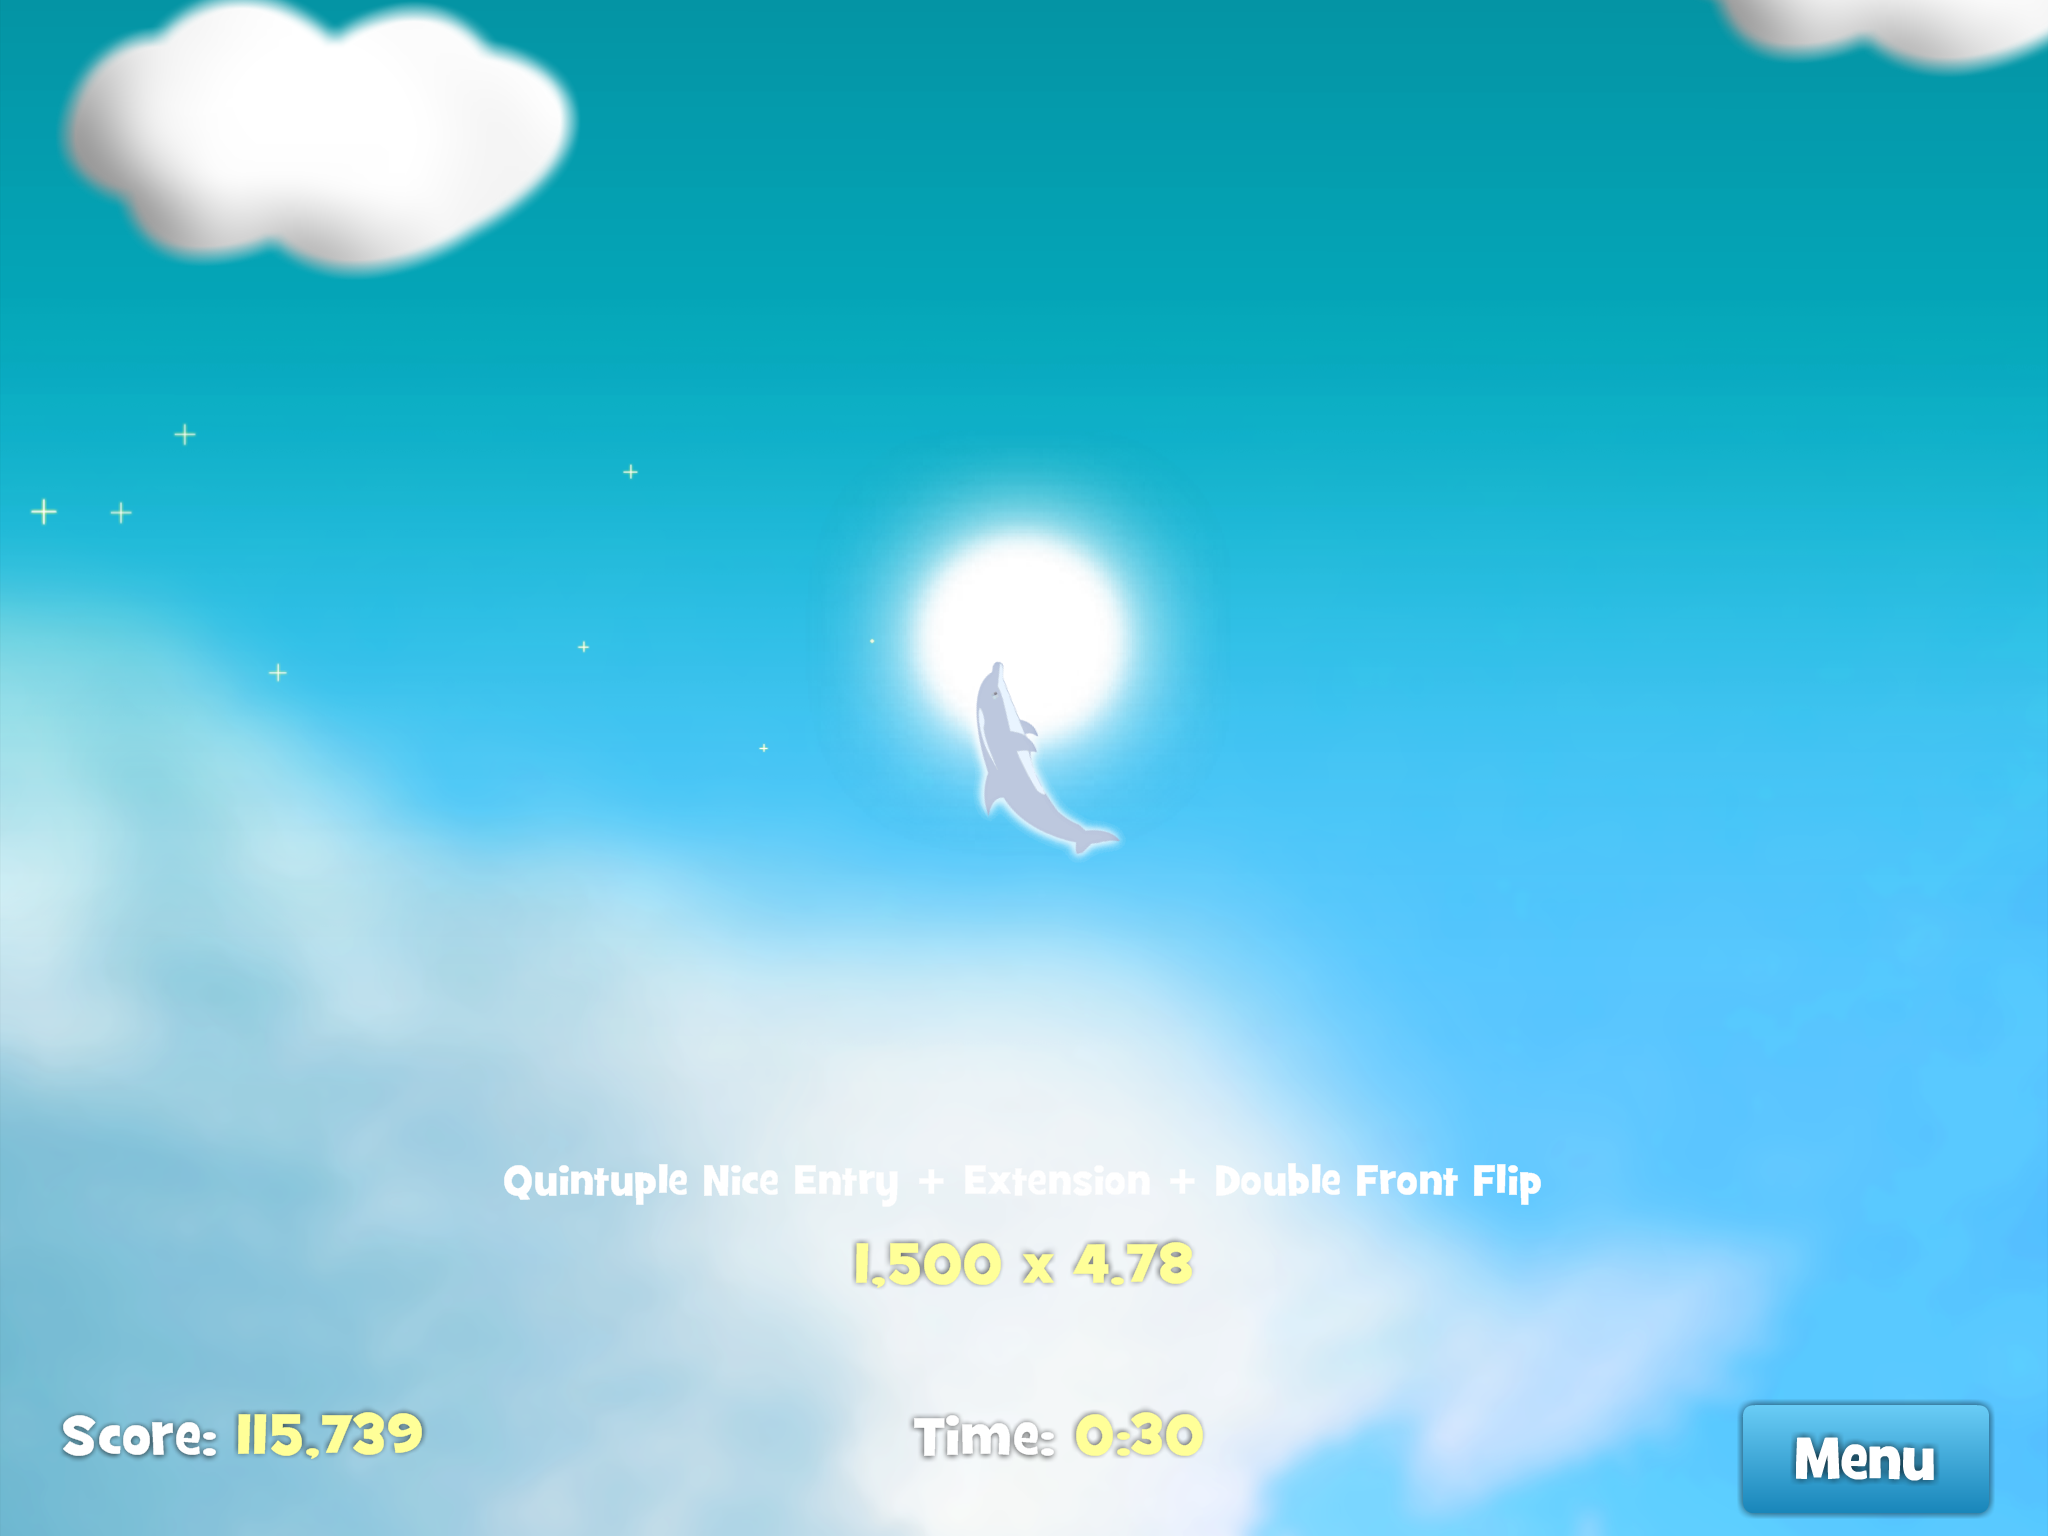 Quintuple Nice Entry + Extension + Double Front Flip
1,500 x 4.78
Score: 115,739
Time: 0:30
Menu